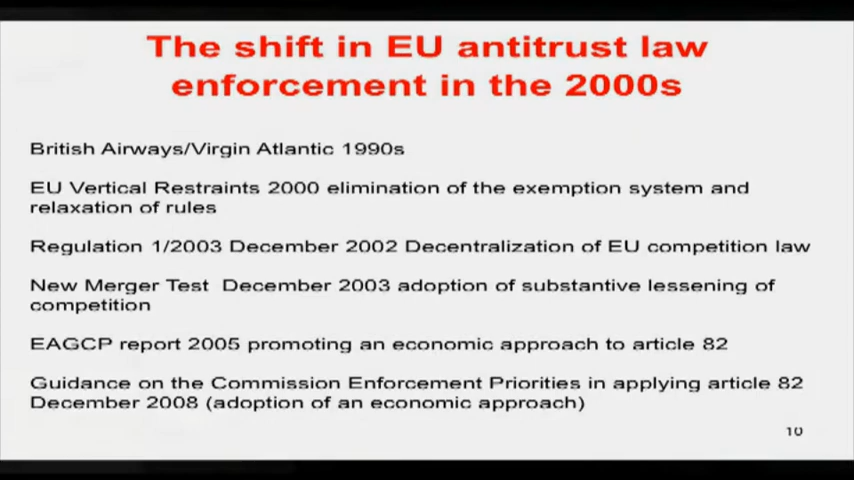 The shift in EU antitrust law
enforcement in the 2000s
British Airways/Virgin Atlantic 1990s
EU Vertical Restraints 2000 elimination of the exemption system and
relaxation of rules
Regulation 1/2003 December 2002 Decentralization of EU competition law
New Merger Test December 2003 adoption of substantive lessening of
competition
EAGCP report 2005 promoting an economic approach to article 82
Guidance on the Commission Enforcement Priorities in applying article 82
December 2008 (adoption of an economic approach)
10